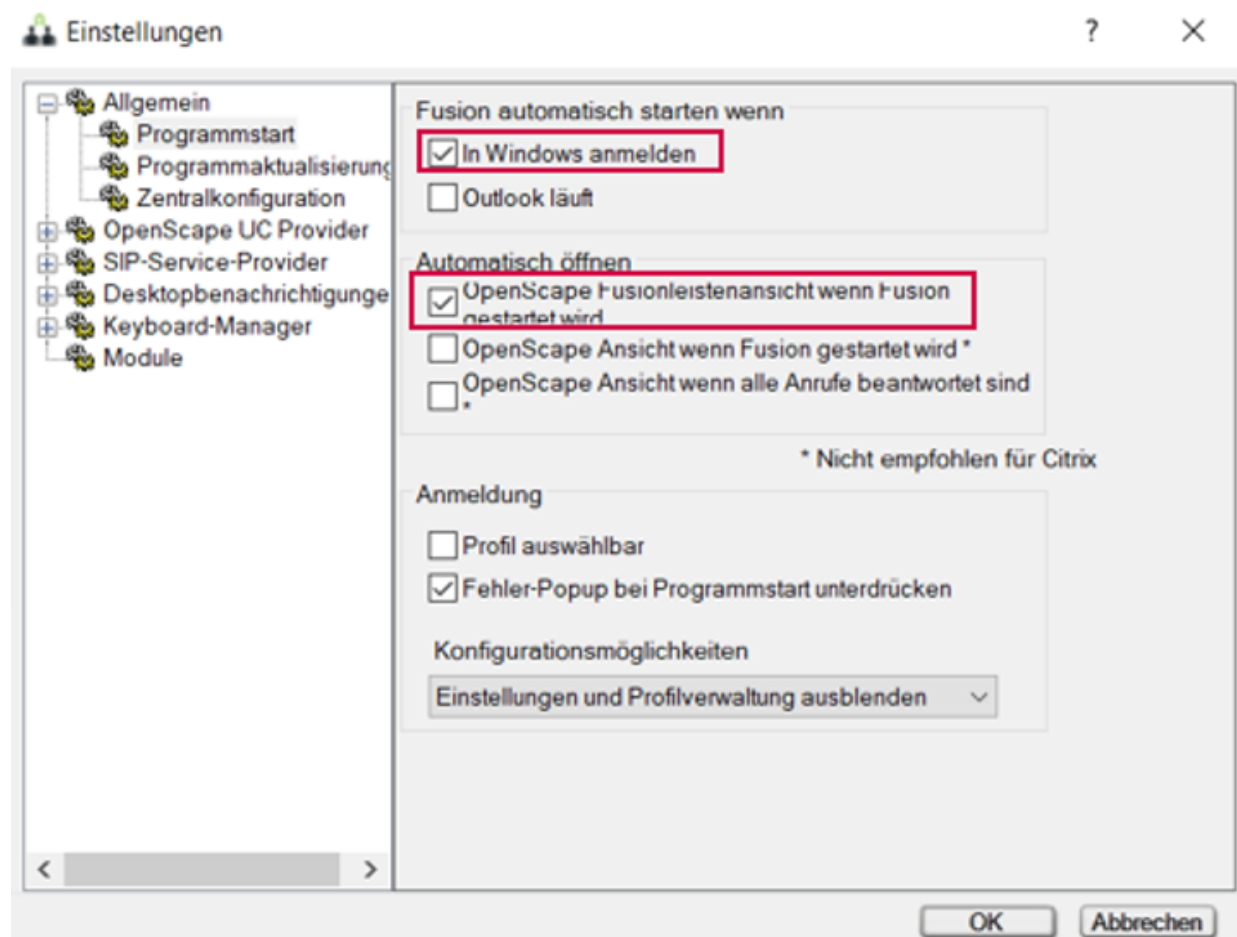 Einstellungen
?
Allgemein
Programmstart
Programmaktualisierung
Zentralkonfiguration
OpenScape UC Provider
SIP-Service-Provider
Desktopbenachrichtigunge
Keyboard-Manager
Module
Fusion automatisch starten wenn
In Windows anmelden
Outlook läuft
Automatisch öffnen
OpenScape Fusionleistenansicht wenn Fusion
gestartet wird
OpenScape Ansicht wenn Fusion gestartet wird *
OpenScape Ansicht wenn alle Anrufe beantwortet sind
*
* Nicht empfohlen für Citrix
Anmeldung
Profil auswählbar
Fehler-Popup bei Programmstart unterdrücken
Konfigurationsmöglichkeiten
Einstellungen und Profilverwaltung ausblenden
OK
Abbrechen